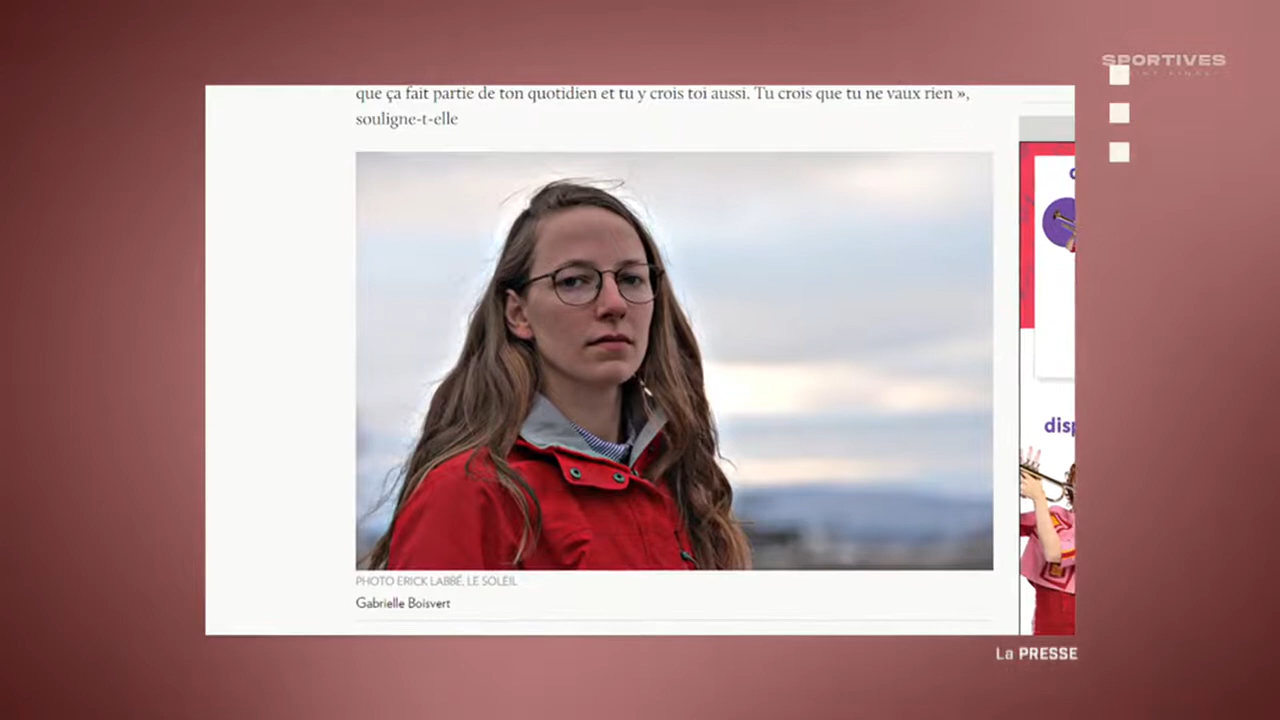 SPORTIVES
que ça fait partie de ton quotidien et tu y crois toi aussi. Tu crois que tu ne vaux rien »,
souligne-t-elle
disp
PHOTO ERICK LABBÉ, LE SOLEIL
Gabrielle Boisvert
La PRESSE